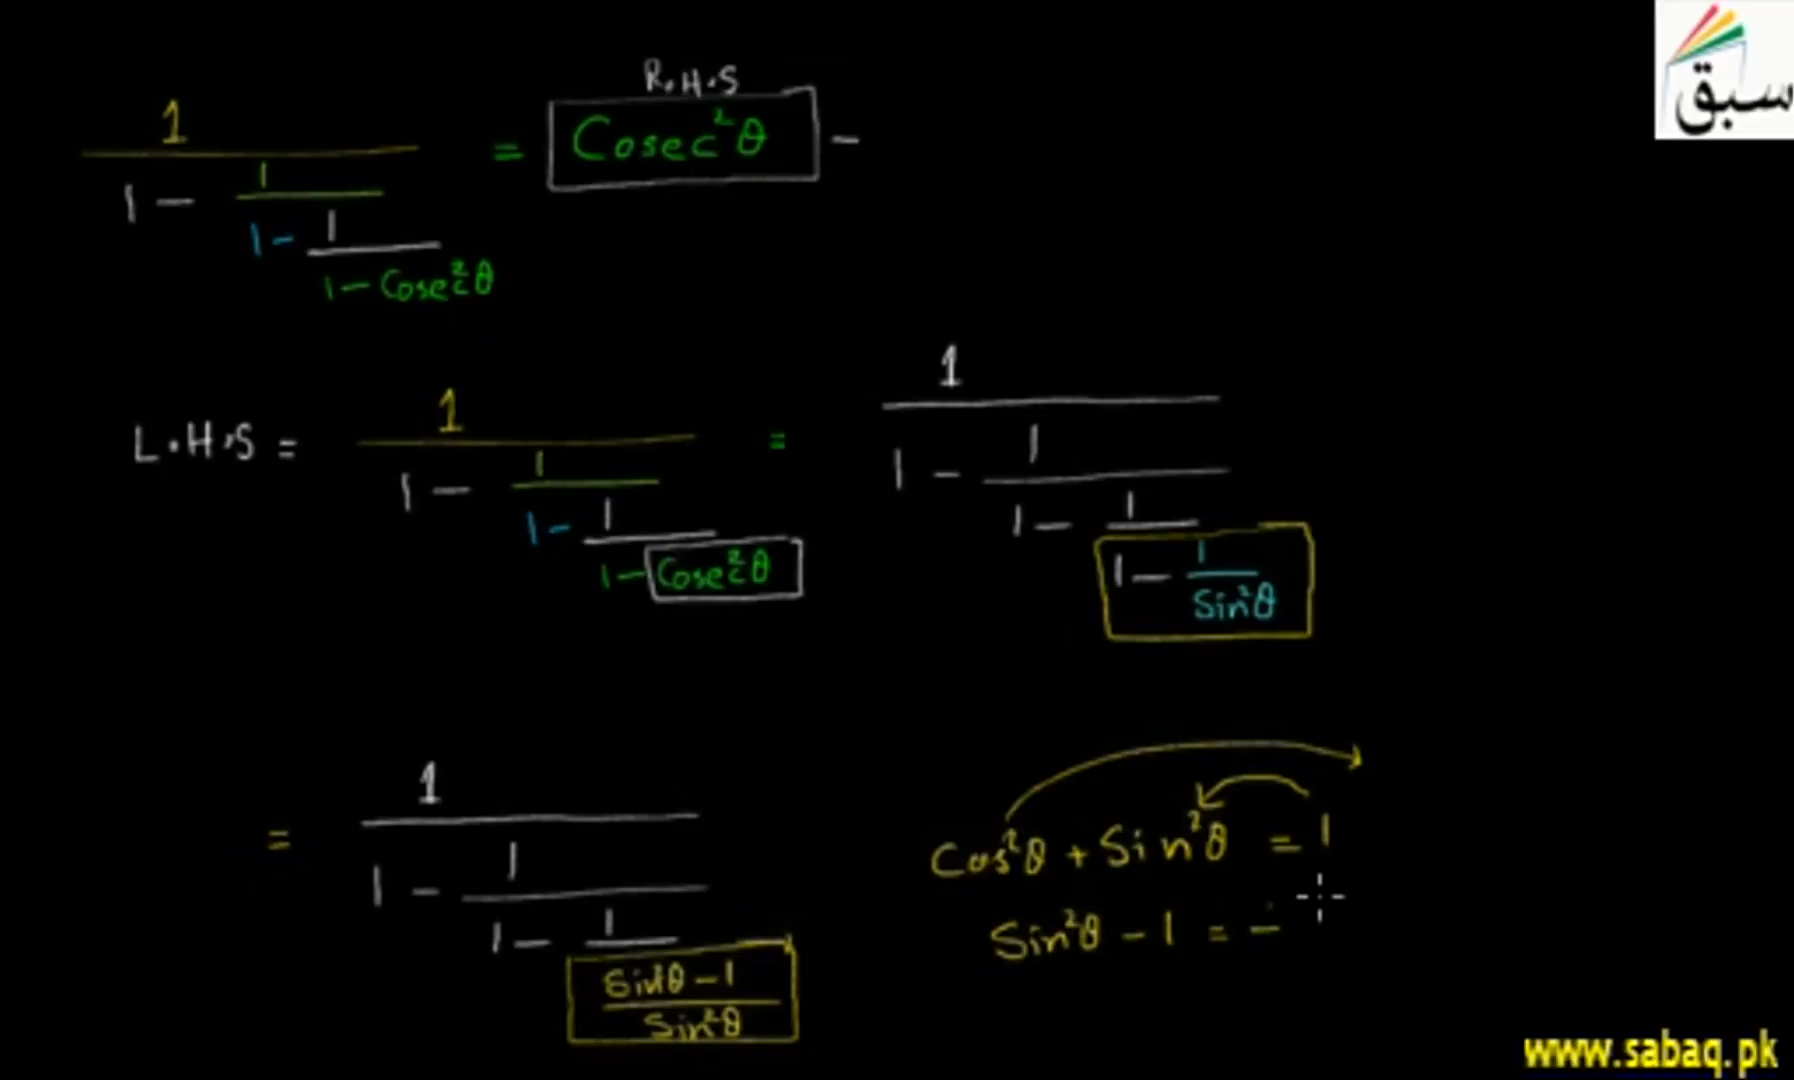 سبق
R.H.S
1
= Cosec²θ -
1 - 1
1 - 1
1 - Cosec²θ
L.H.S = 1
1 - 1
1 - 1
1 - Cosec²θ
= 1
1 - 1
1 - 1
1 - 1
Sin²θ
= 1
1 - 1
1 - 1
Sin²θ - 1
Sin²θ
Cos²θ + Sin²θ = 1
Sin²θ - 1 = -
www.sabaq.pk